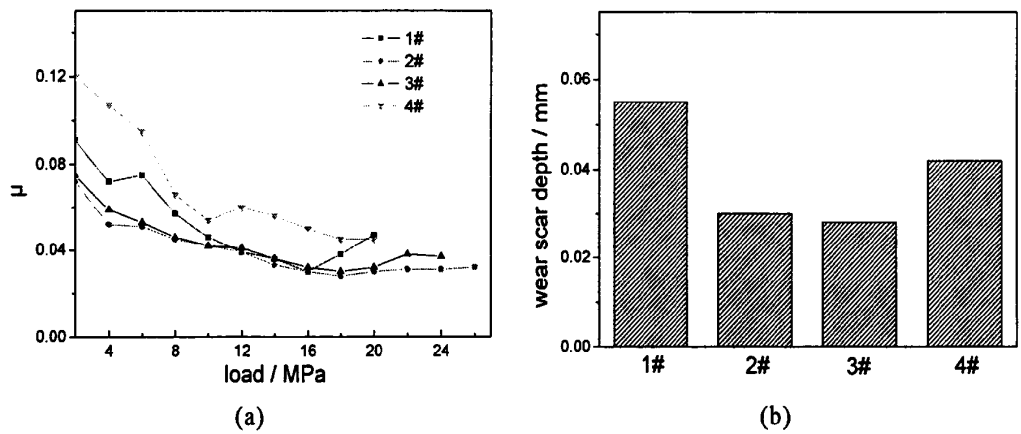 0.12
0.08
0.04
0.00
μ
1#
2#
3#
4#
4 8 12 16 20 24
load / MPa
(a)
0.06
0.04
0.02
0.00
wear scar depth / mm
1# 2# 3# 4#
(b)